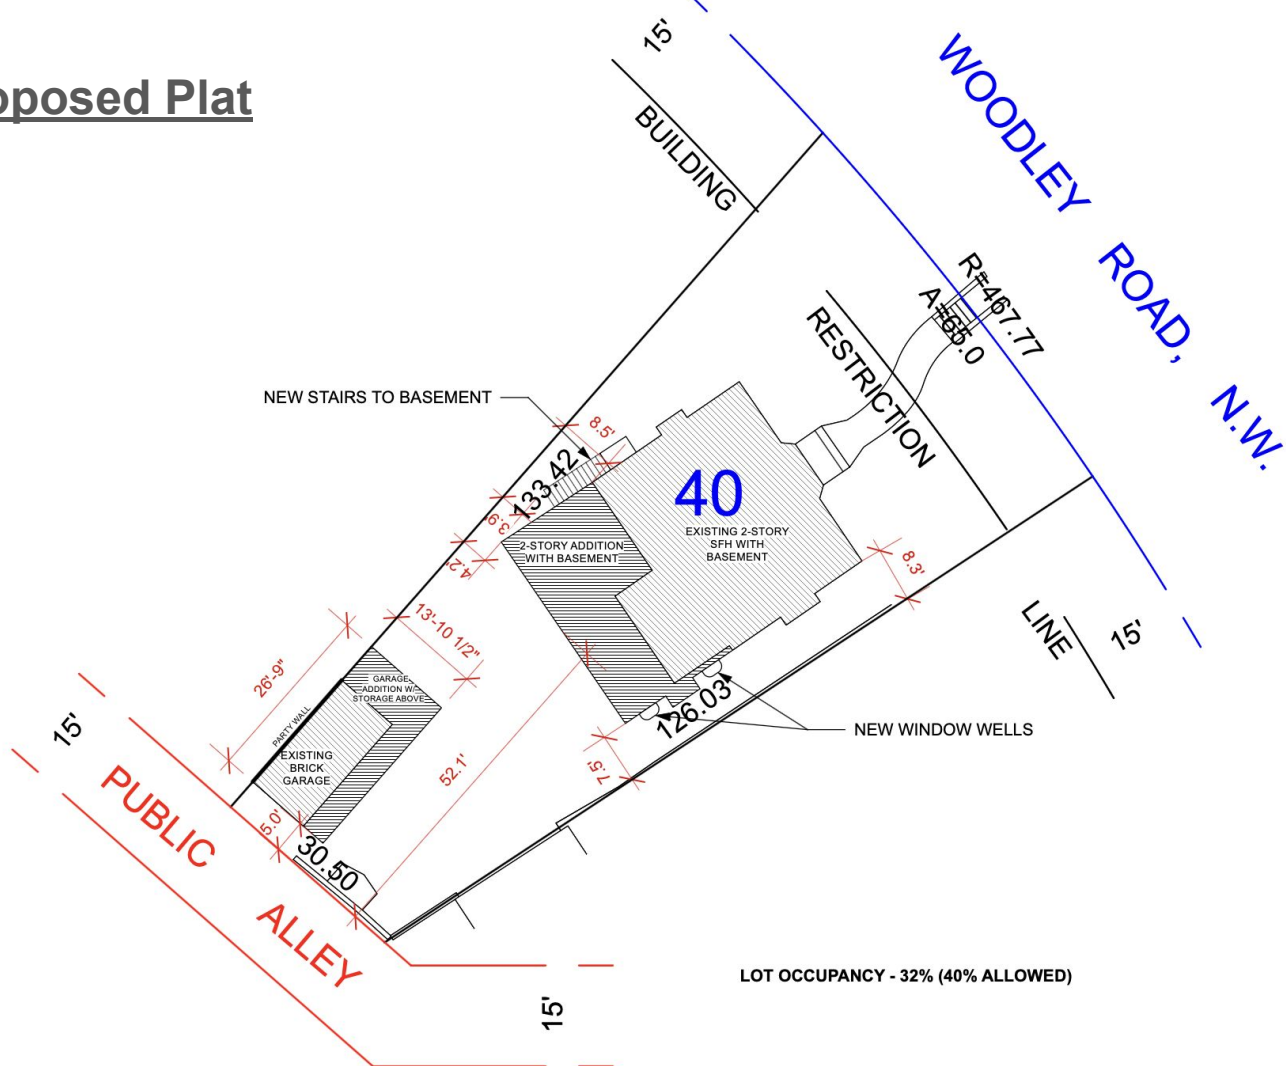 oposed Plat
15'
BUILDING
WOODLEY ROAD, N.W.
R=467.77
A=65.0
RESTRICTION
NEW STAIRS TO BASEMENT
8.5'
133.42
3.9'
4.2'
40
EXISTING 2-STORY
SFH WITH
BASEMENT
2-STORY ADDITION
WITH BASEMENT
8.3'
LINE
15'
13'-10 1/2"
26'-9"
GARAGE
ADDITION W/
STORAGE ABOVE
PARTY WALL
EXISTING
BRICK
GARAGE
126.03
NEW WINDOW WELLS
7.5'
52.1'
15'
PUBLIC ALLEY
5.0'
30.50
LOT OCCUPANCY - 32% (40% ALLOWED)
15'